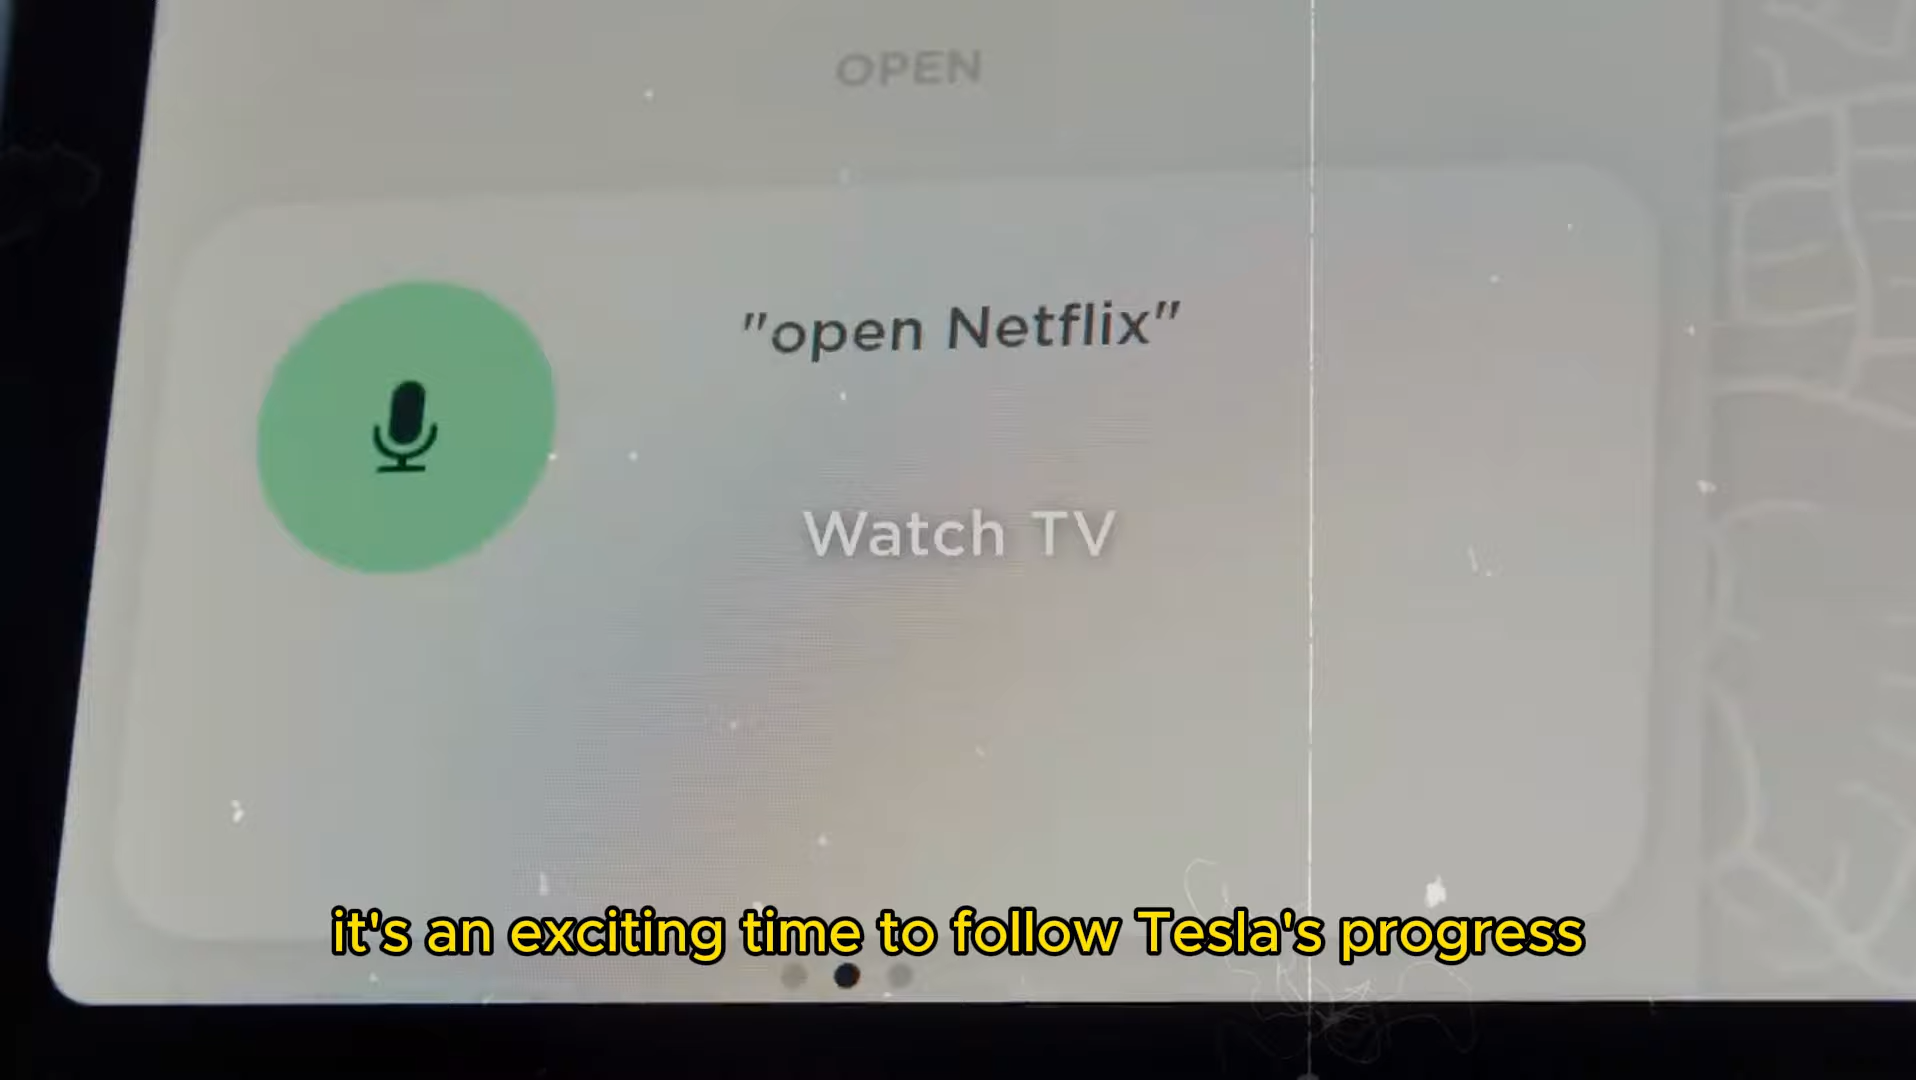 OPEN
"open Netflix"
Watch TV
it's an exciting time to follow Tesla's progress